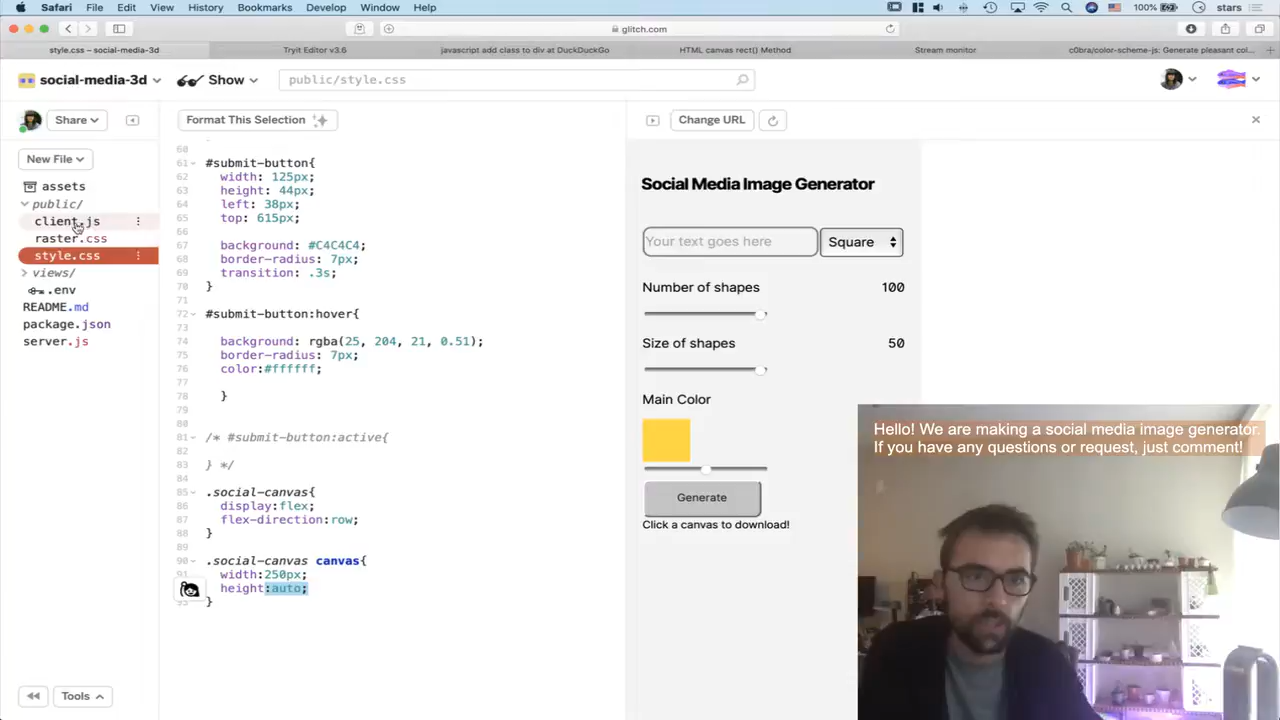 Safari File Edit View History Bookmarks Develop Window Help 100% stars
glitch.com
style.css – social-media-3d Tryit Editor v3.6 javascript add class to div at DuckDuckGo HTML canvas rect() Method Stream monitor c0bra/color-scheme-js: Generate pleasant col...
social-media-3d Show public/style.css
Share Format This Selection Change URL
New File
assets
public/
client.js
raster.css
style.css
views/
.env
README.md
package.json
server.js
Tools
60
61 #submit-button{
62 width: 125px;
63 height: 44px;
64 left: 38px;
65 top: 615px;
66
67 background: #C4C4C4;
68 border-radius: 7px;
69 transition: .3s;
70 }
71
72 #submit-button:hover{
73
74 background: rgba(25, 204, 21, 0.51);
75 border-radius: 7px;
76 color:#ffffff;
77
78 }
79
80
81 /* #submit-button:active{
82
83 } */
84
85 .social-canvas{
86 display:flex;
87 flex-direction:row;
88 }
89
90 .social-canvas canvas{
91 width:250px;
height:auto;
93 }
Social Media Image Generator
Your text goes here Square
Number of shapes 100
Size of shapes 50
Main Color
Generate
Click a canvas to download!
Hello! We are making a social media image generator.
If you have any questions or request, just comment!